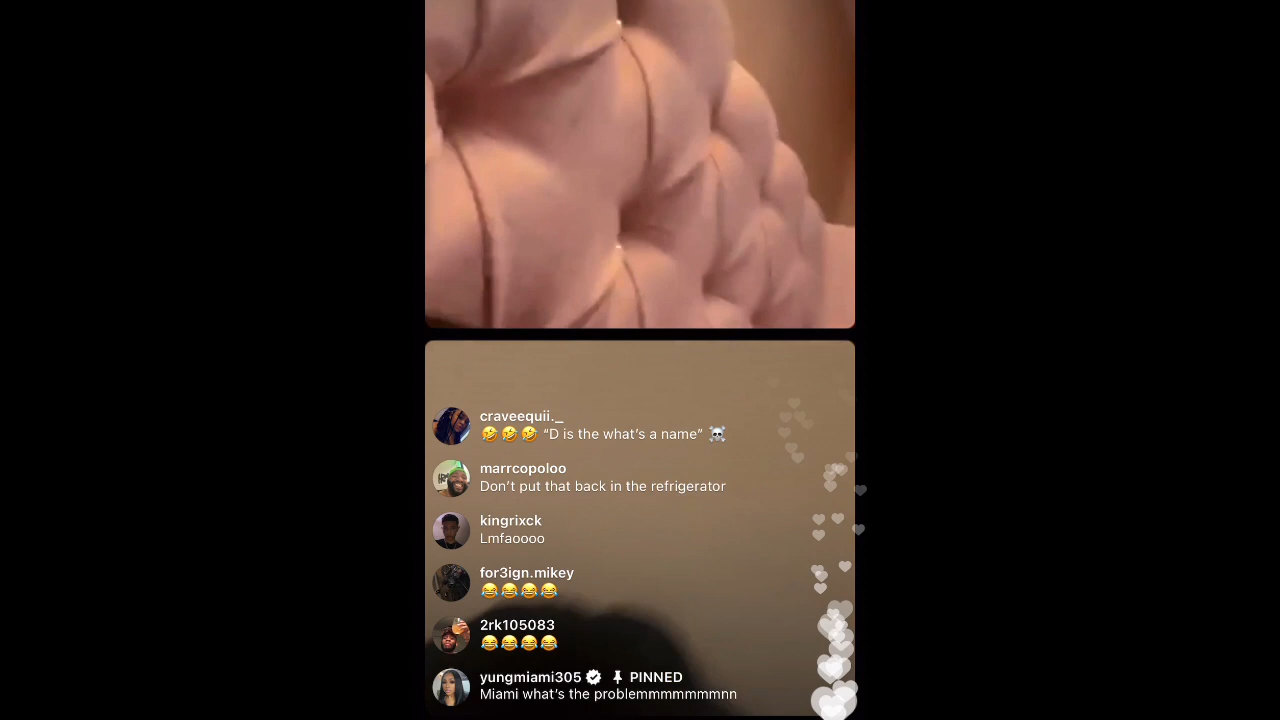 craveequii._
🤣🤣🤣 “D is the what’s a name” ☠️
marrcopoloo
Don’t put that back in the refrigerator
kingrixck
Lmfaoooo
for3ign.mikey
😂😂😂😂
2rk105083
😂😂😂😂
yungmiami305 PINNED
Miami what’s the problemmmmmmmnn